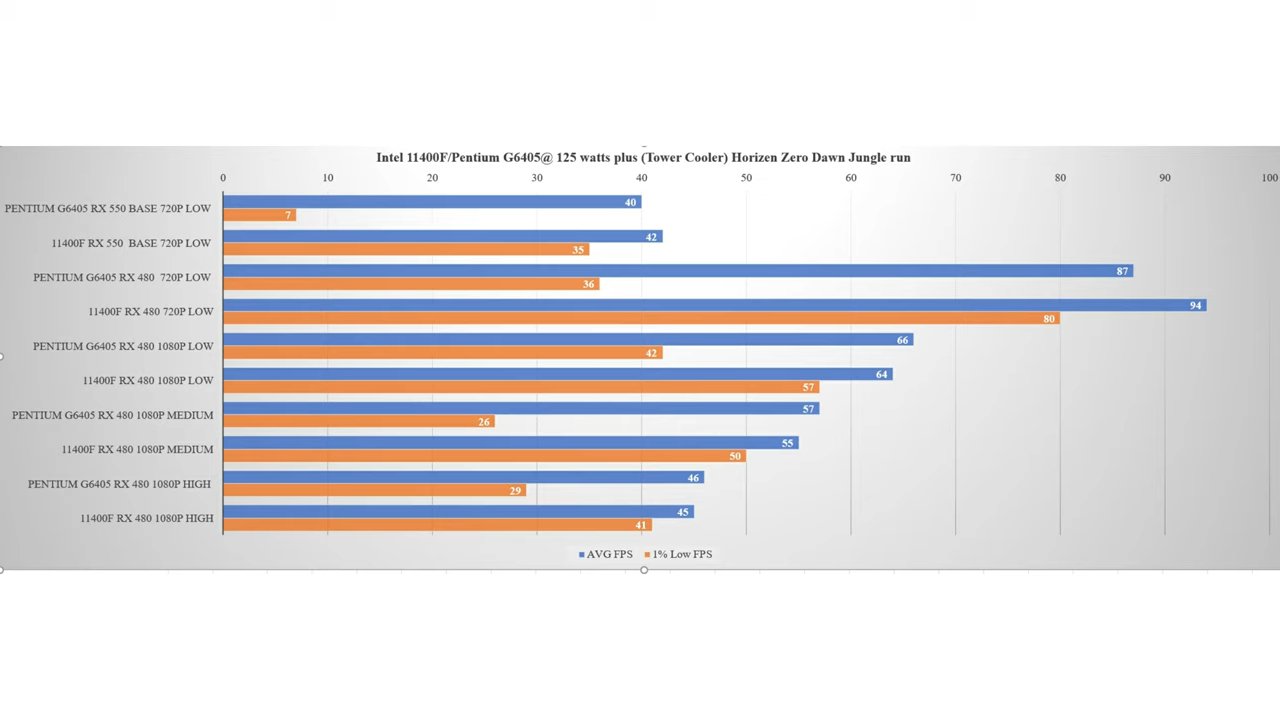 Intel 11400F/Pentium G6405@ 125 watts plus (Tower Cooler) Horizen Zero Dawn Jungle run
0 10 20 30 40 50 60 70 80 90 100
PENTIUM G6405 RX 550 BASE 720P LOW 40
7
11400F RX 550 BASE 720P LOW 42
35
PENTIUM G6405 RX 480 720P LOW 87
36
11400F RX 480 720P LOW 94
80
PENTIUM G6405 RX 480 1080P LOW 66
42
11400F RX 480 1080P LOW 64
57
PENTIUM G6405 RX 480 1080P MEDIUM 57
26
11400F RX 480 1080P MEDIUM 55
50
PENTIUM G6405 RX 480 1080P HIGH 46
29
11400F RX 480 1080P HIGH 45
41
AVG FPS 1% Low FPS